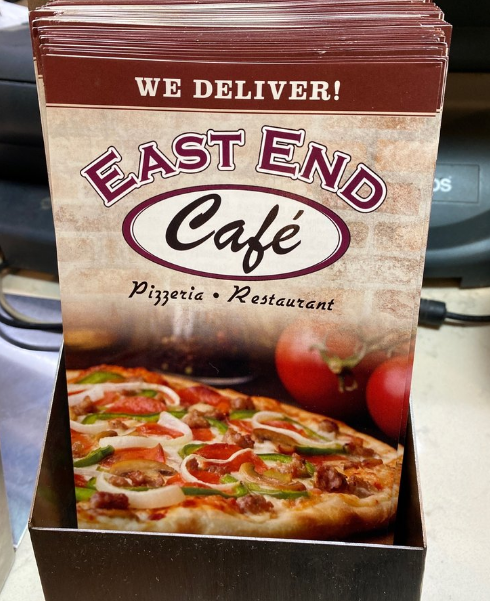 WE DELIVER!
EAST END
Café
Pizzeria • Restaurant